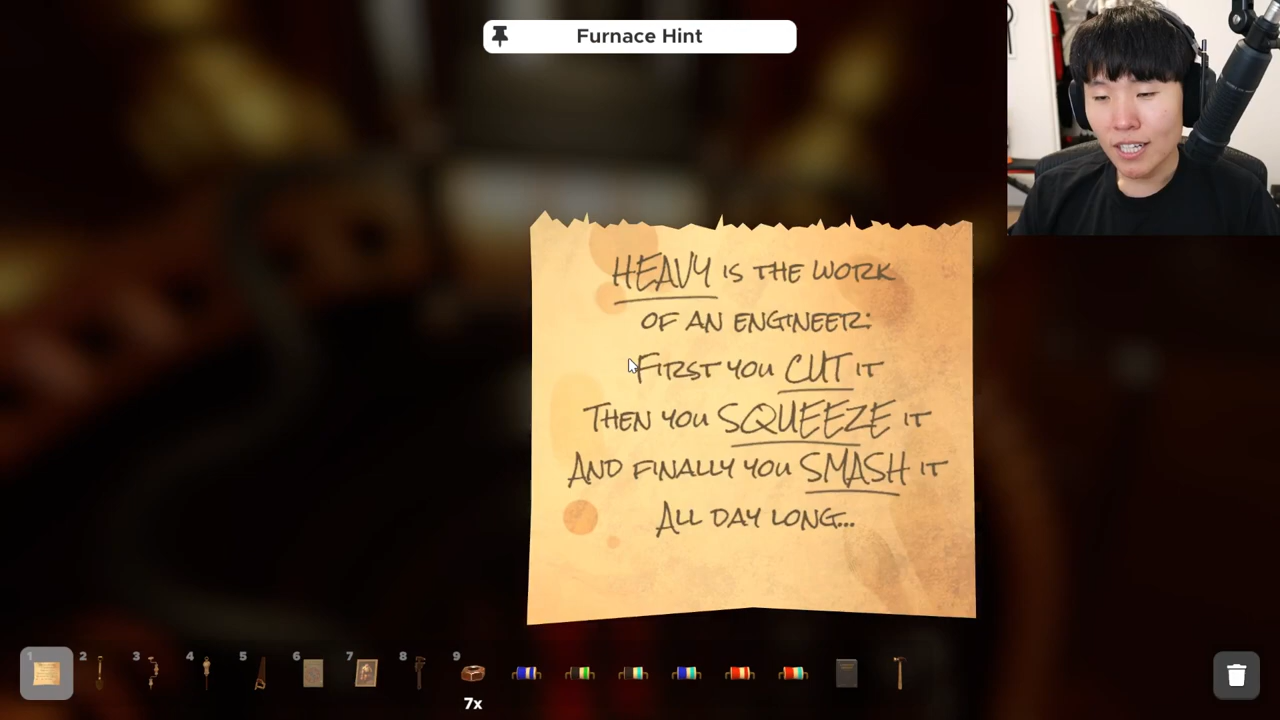 Furnace Hint
HEAVY IS THE WORK
OF AN ENGINEER:
FIRST YOU CUT IT
THEN YOU SQUEEZE IT
AND FINALLY YOU SMASH IT
ALL DAY LONG...
1 2 3 4 5 6 7 8 9
7x